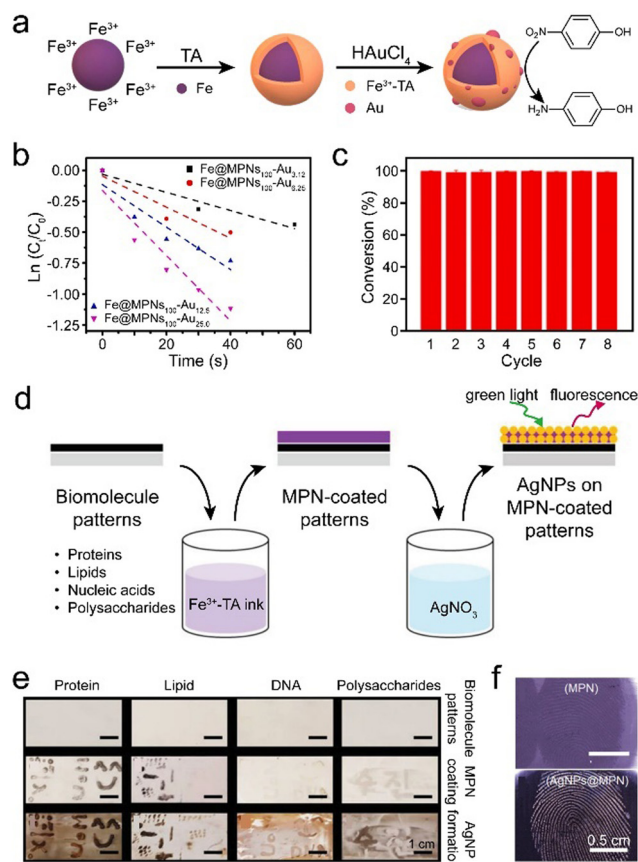 a
Fe³⁺
Fe³⁺ Fe³⁺
Fe³⁺ Fe³⁺
Fe³⁺
TA
Fe
HAuCl₄
Fe³⁺-TA
Au
O₂N OH
H₂N OH
b
Ln (Cₜ/C₀)
0.00
-0.25
-0.50
-0.75
-1.00
-1.25
Fe@MPNs₁₀₀-Au₃.₁₂
Fe@MPNs₁₀₀-Au₆.₂₅
Fe@MPNs₁₀₀-Au₁₂.₅
Fe@MPNs₁₀₀-Au₂₅.₀
0 20 40 60
Time (s)
c
Conversion (%)
100
80
60
40
20
0
1 2 3 4 5 6 7 8
Cycle
d
green light fluorescence
Biomolecule
patterns
• Proteins
• Lipids
• Nucleic acids
• Polysaccharides
Fe³⁺-TA ink
MPN-coated
patterns
AgNO₃
AgNPs on
MPN-coated
patterns
e
Protein Lipid DNA Polysaccharides
Biomolecule
patterns
MPN
coating
AgNP
formatio
1 cm
f
(MPN)
(AgNPs@MPN)
0.5 cm